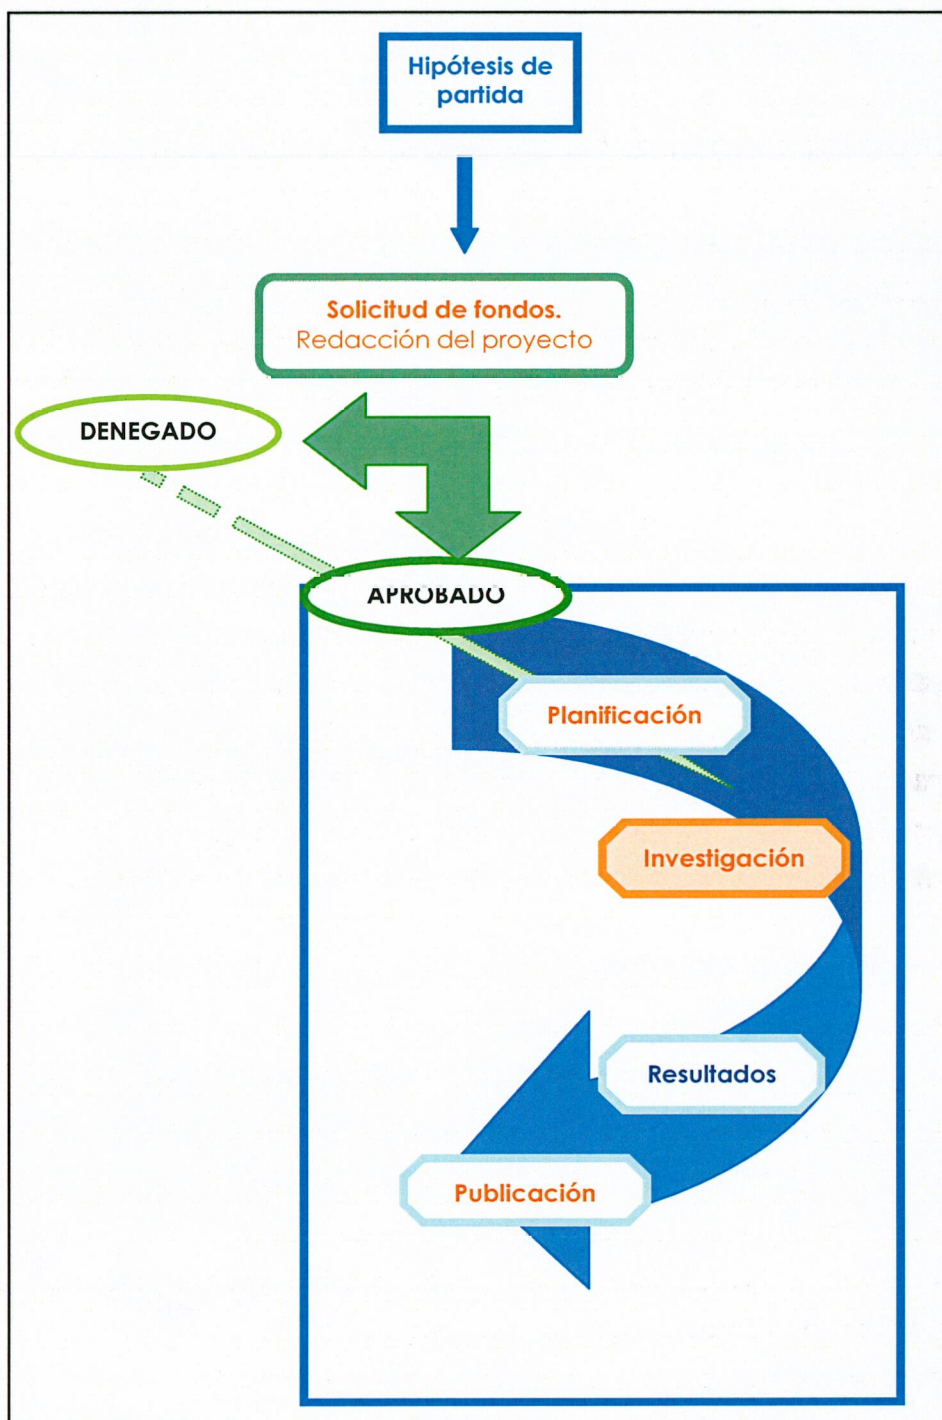 Hipótesis de
partida
Solicitud de fondos.
Redacción del proyecto
DENEGADO
APROBADO
Planificación
Investigación
Resultados
Publicación